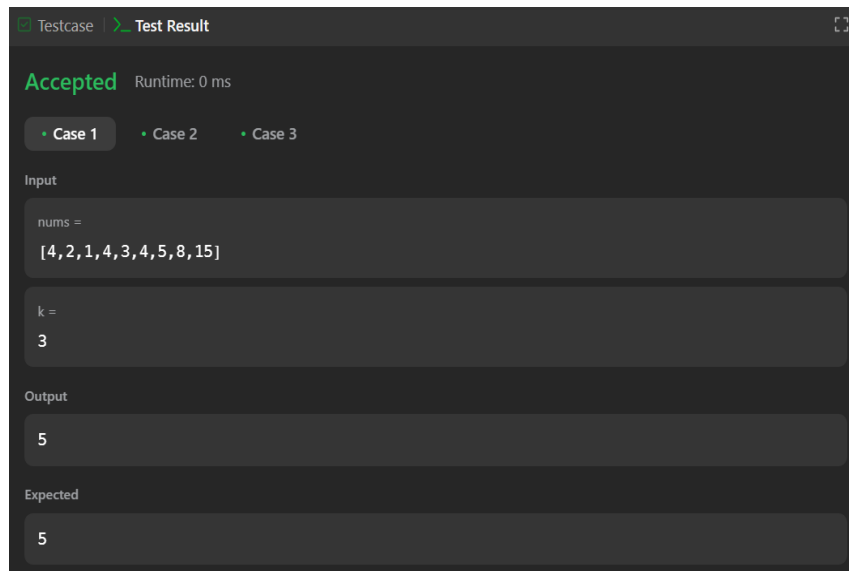 Testcase | >_ Test Result
Accepted Runtime: 0 ms
• Case 1 • Case 2 • Case 3
Input
nums =
[4,2,1,4,3,4,5,8,15]
k =
3
Output
5
Expected
5